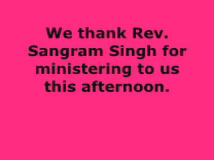 We thank Rev.
Sangram Singh for
ministering to us
this afternoon.